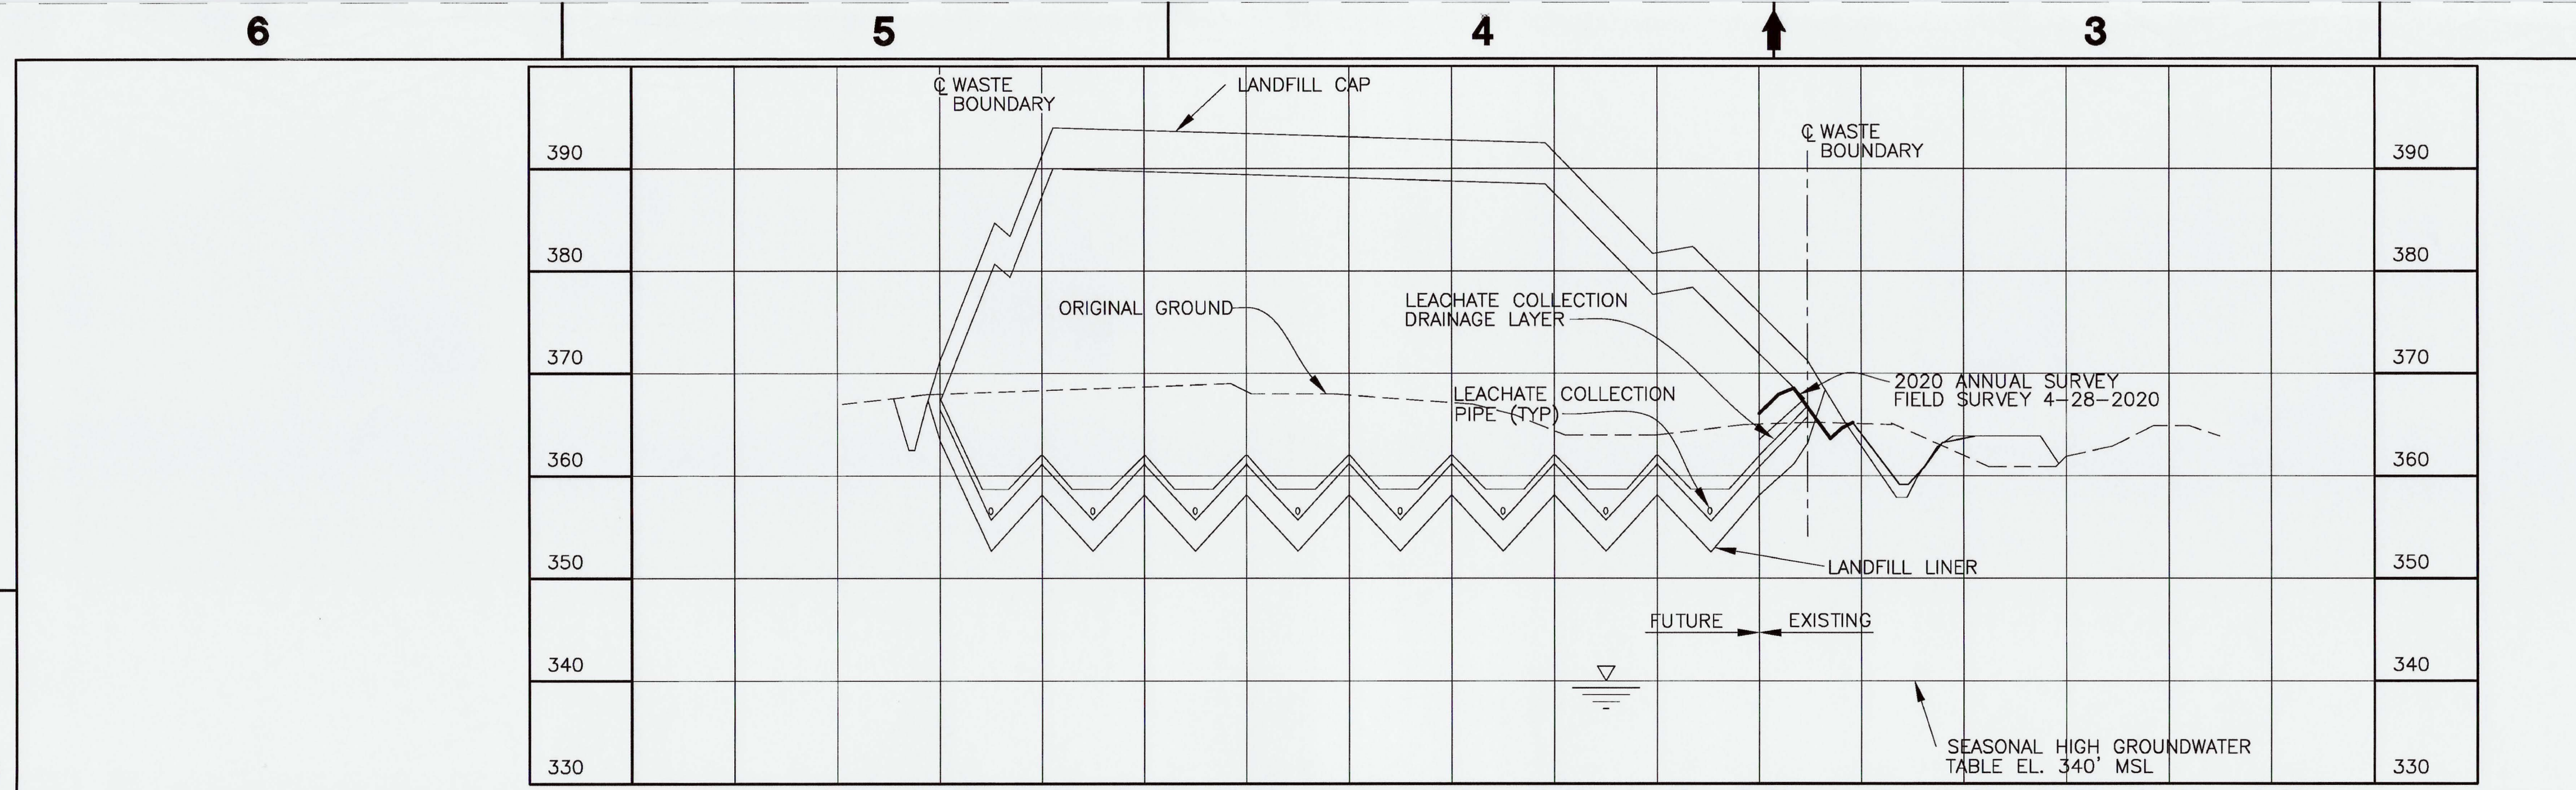 6 5 4 3
℄ WASTE
BOUNDARY
LANDFILL CAP
℄ WASTE
BOUNDARY
390 390
380 380
ORIGINAL GROUND
LEACHATE COLLECTION
DRAINAGE LAYER
370 370
LEACHATE COLLECTION
PIPE (TYP)
2020 ANNUAL SURVEY
FIELD SURVEY 4-28-2020
360 360
350 350
LANDFILL LINER
FUTURE EXISTING
340 340
SEASONAL HIGH GROUNDWATER
TABLE EL. 340' MSL
330 330